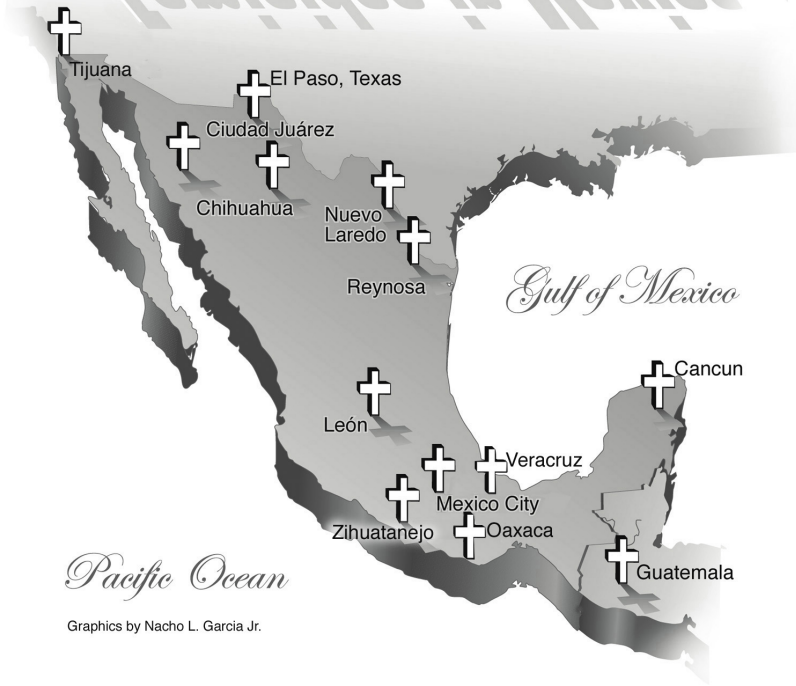 Tijuana
El Paso, Texas
Ciudad Juárez
Chihuahua
Nuevo
Laredo
Reynosa
Gulf of Mexico
Cancun
León
Veracruz
Mexico City
Zihuatanejo
Oaxaca
Guatemala
Pacific Ocean
Graphics by Nacho L. Garcia Jr.